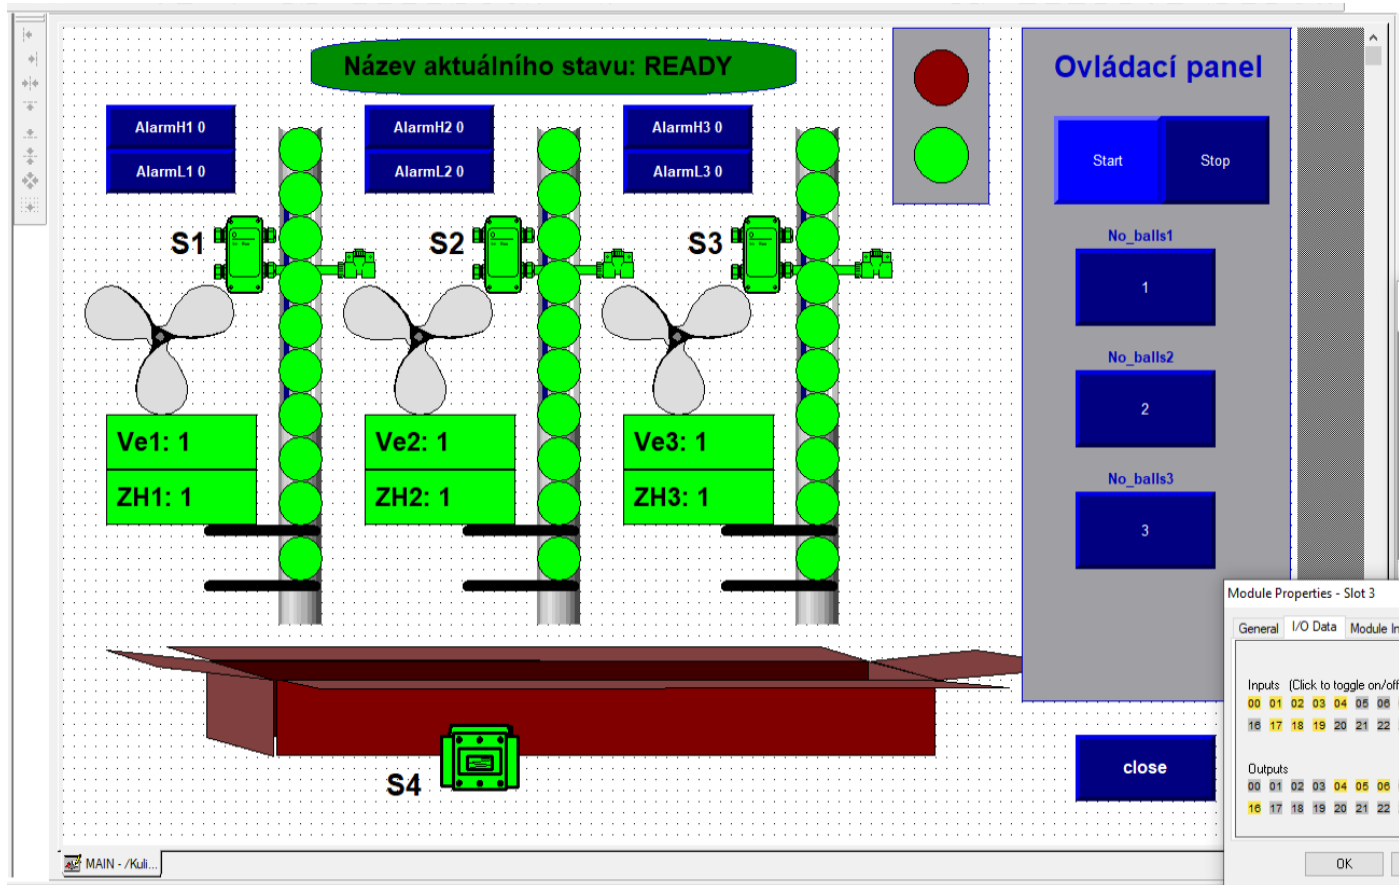 Název aktuálního stavu: READY
Ovládací panel
AlarmH1 0
AlarmL1 0
AlarmH2 0
AlarmL2 0
AlarmH3 0
AlarmL3 0
Start
Stop
S1
S2
S3
No_balls1
1
No_balls2
2
No_balls3
3
Ve1: 1
ZH1: 1
Ve2: 1
ZH2: 1
Ve3: 1
ZH3: 1
S4
close
Module Properties - Slot 3
General
I/O Data
Module In
Inputs (Click to toggle on/off
00 01 02 03 04 05 06
16 17 18 19 20 21 22
Outputs
00 01 02 03 04 05 06
16 17 18 19 20 21 22
OK
MAIN - /Kuli...